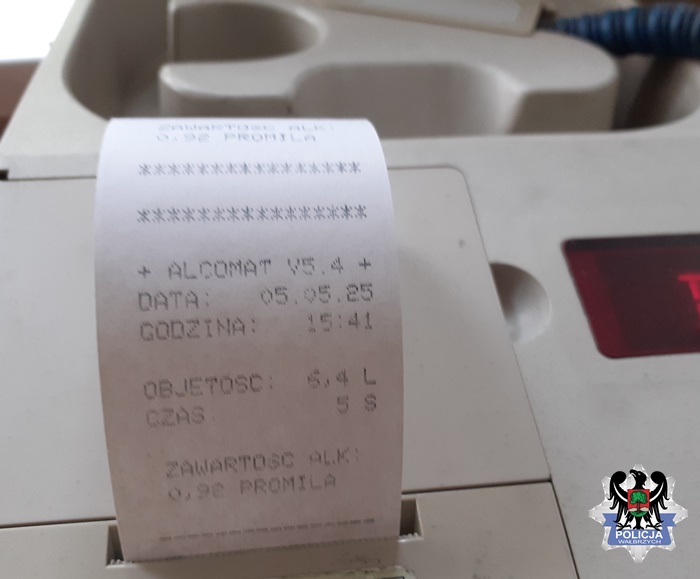 ZAWARTOSC ALK:
0,92 PROMILA
****************
****************
+ ALCOMAT V5.4 +
DATA: 05.05.25
GODZINA: 15:41
OBJETOSC: 6,4 L
CZAS 5 S
ZAWARTOSC ALK:
0,92 PROMILA
----------------
POLICJA
WAŁBRZYCH